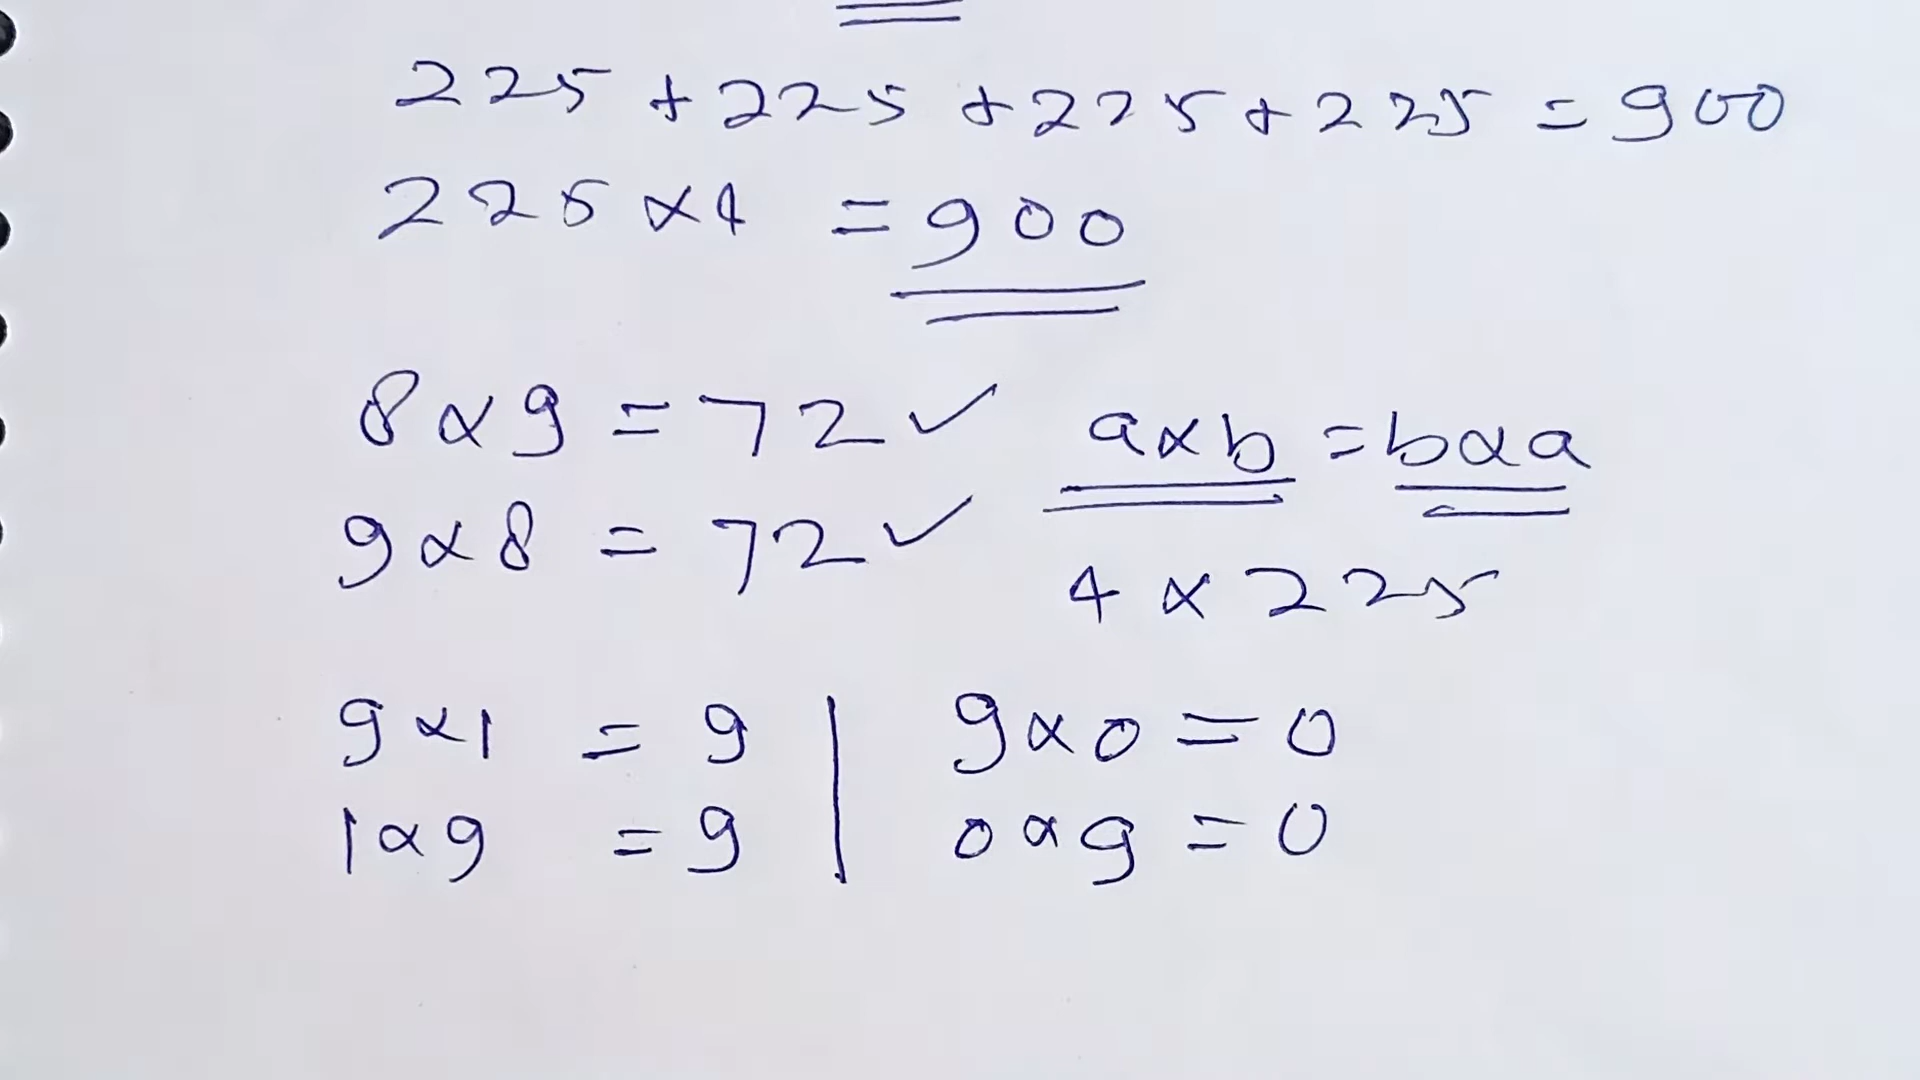 225 + 225 + 225 + 225 = 900
225 × 4 = 900
8 × 9 = 72 ✓
a × b = b × a
9 × 8 = 72 ✓
4 × 225
9 × 1 = 9 | 9 × 0 = 0
1 × 9 = 9 | 0 × 9 = 0